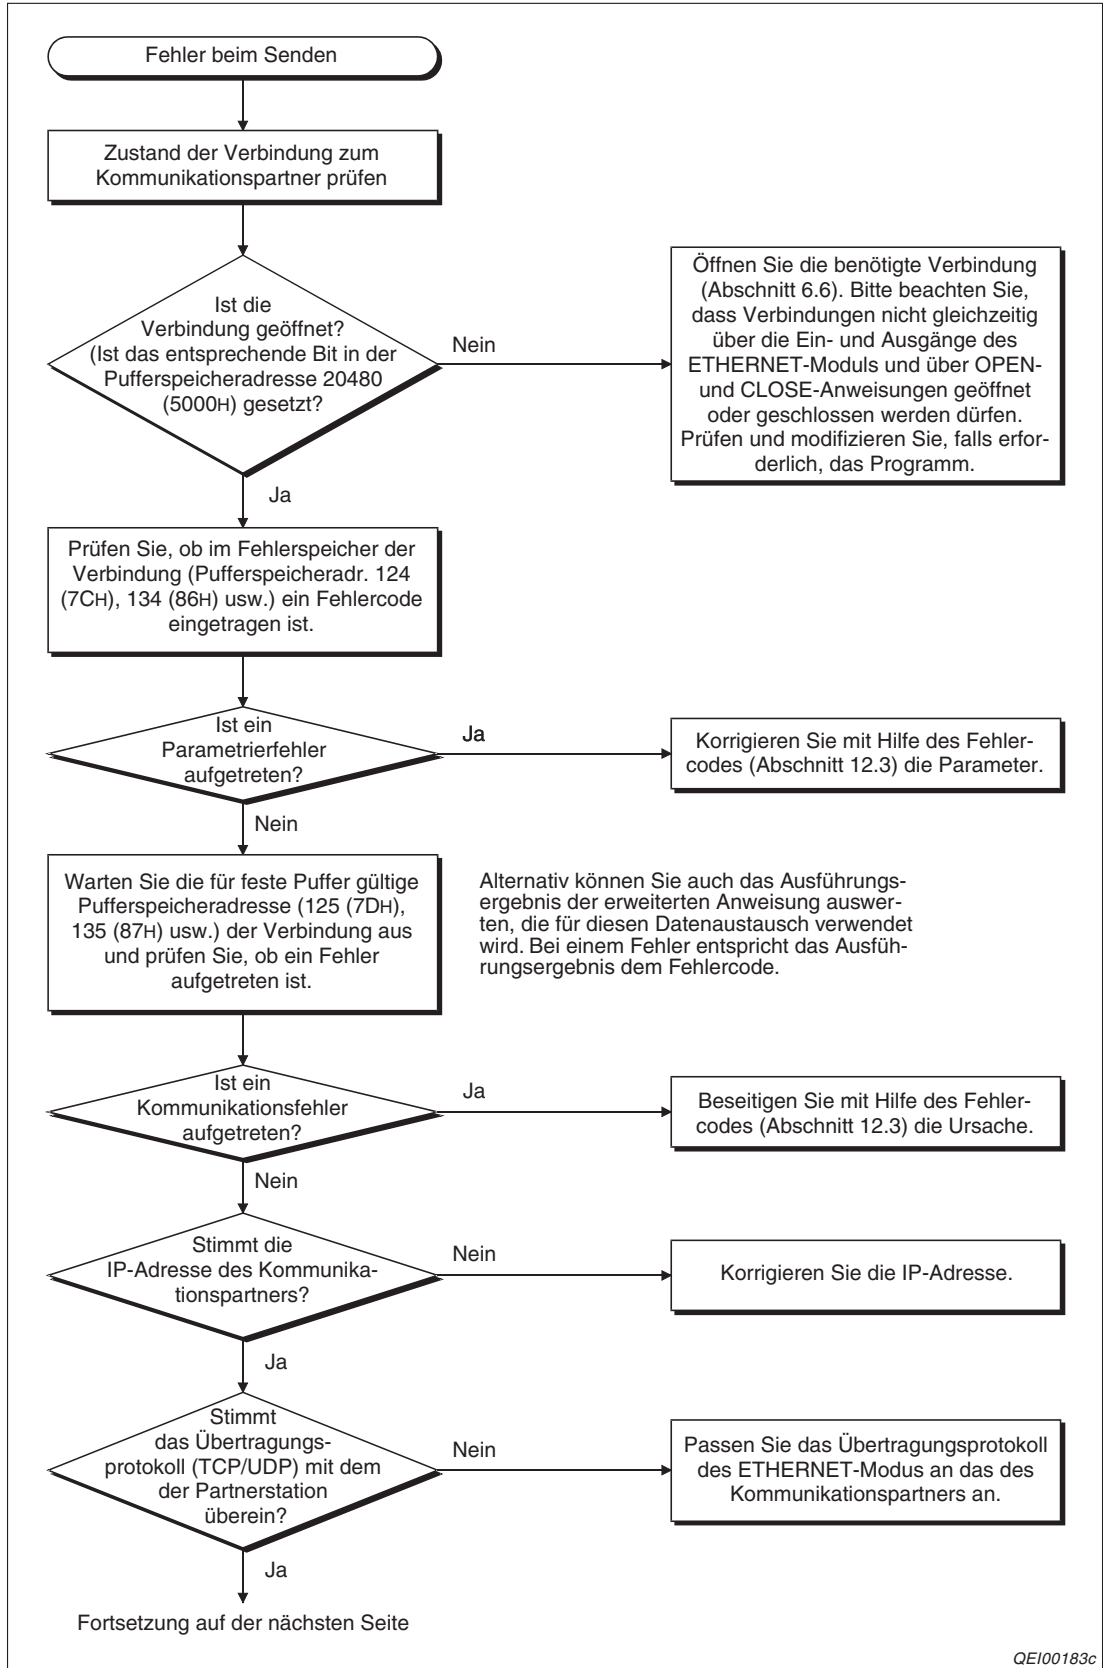 Fehler beim Senden
Zustand der Verbindung zum
Kommunikationspartner prüfen
Ist die
Verbindung geöffnet?
(Ist das entsprechende Bit in der
Pufferspeicheradresse 20480
(5000H) gesetzt?
Nein
Öffnen Sie die benötigte Verbindung
(Abschnitt 6.6). Bitte beachten Sie,
dass Verbindungen nicht gleichzeitig
über die Ein- und Ausgänge des
ETHERNET-Moduls und über OPEN-
und CLOSE-Anweisungen geöffnet
oder geschlossen werden dürfen.
Prüfen und modifizieren Sie, falls erfor-
derlich, das Programm.
Ja
Prüfen Sie, ob im Fehlerspeicher der
Verbindung (Pufferspeicheradr. 124
(7CH), 134 (86H) usw.) ein Fehlercode
eingetragen ist.
Ist ein
Parametrierfehler
aufgetreten?
Ja
Korrigieren Sie mit Hilfe des Fehler-
codes (Abschnitt 12.3) die Parameter.
Nein
Warten Sie die für feste Puffer gültige
Pufferspeicheradresse (125 (7DH),
135 (87H) usw.) der Verbindung aus
und prüfen Sie, ob ein Fehler
aufgetreten ist.
Alternativ können Sie auch das Ausführungs-
ergebnis der erweiterten Anweisung auswer-
ten, die für diesen Datenaustausch verwendet
wird. Bei einem Fehler entspricht das Ausfüh-
rungsergebnis dem Fehlercode.
Ist ein
Kommunikationsfehler
aufgetreten?
Ja
Beseitigen Sie mit Hilfe des Fehler-
codes (Abschnitt 12.3) die Ursache.
Nein
Stimmt die
IP-Adresse des Kommunika-
tionspartners?
Nein
Korrigieren Sie die IP-Adresse.
Ja
Stimmt
das Übertragungs-
protokoll (TCP/UDP) mit dem
der Partnerstation
überein?
Nein
Passen Sie das Übertragungsprotokoll
des ETHERNET-Modus an das des
Kommunikationspartners an.
Ja
Fortsetzung auf der nächsten Seite
QEI00183c